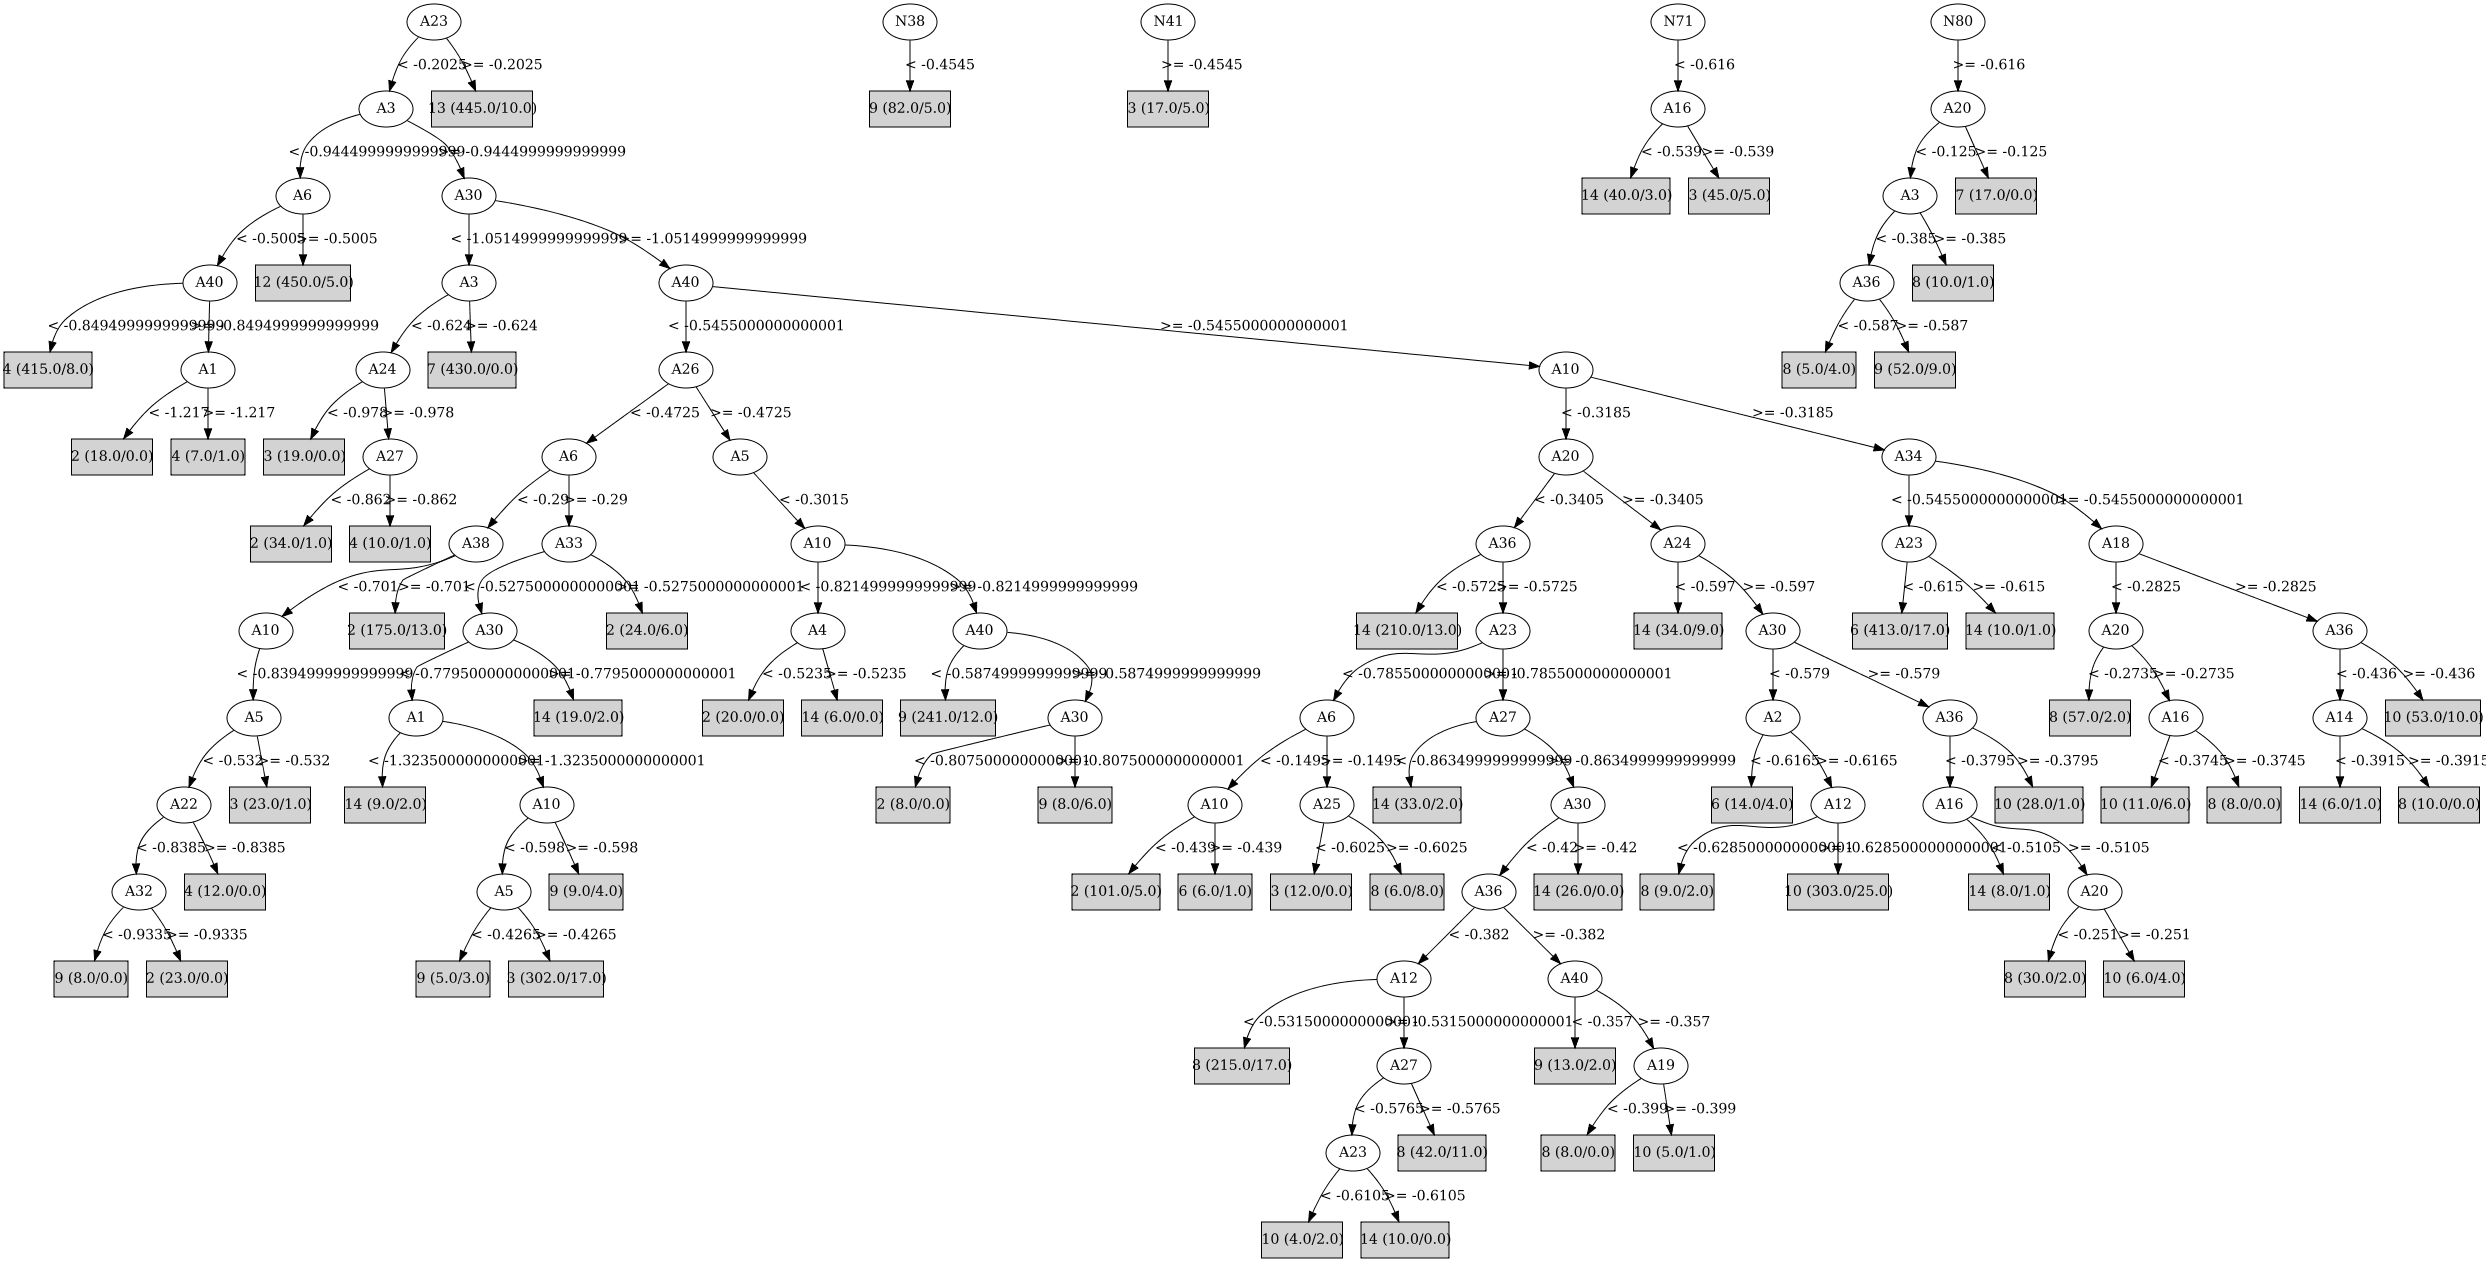 A23 N38 N41 N71 N80
< -0.2025 >= -0.2025 < -0.4545 >= -0.4545 < -0.616 >= -0.616
A3 13 (445.0/10.0) 9 (82.0/5.0) 3 (17.0/5.0) A16 A20
< -0.9444999999999999 >= -0.9444999999999999 < -0.539 >= -0.539 < -0.125 >= -0.125
A6 A30 14 (40.0/3.0) 3 (45.0/5.0) A3 7 (17.0/0.0)
< -0.5005 >= -0.5005 < -1.0514999999999999 >= -1.0514999999999999 < -0.385 >= -0.385
A40 12 (450.0/5.0) A3 A40 A36 8 (10.0/1.0)
< -0.8494999999999999 >= -0.8494999999999999 < -0.624 >= -0.624 < -0.5455000000000001 >= -0.5455000000000001 < -0.587 >= -0.587
4 (415.0/8.0) A1 A24 7 (430.0/0.0) A26 A10 8 (5.0/4.0) 9 (52.0/9.0)
< -1.217 >= -1.217 < -0.978 >= -0.978 < -0.4725 >= -0.4725 < -0.3185 >= -0.3185
2 (18.0/0.0) 4 (7.0/1.0) 3 (19.0/0.0) A27 A6 A5 A20 A34
< -0.862 >= -0.862 < -0.29 >= -0.29 < -0.3015 < -0.3405 >= -0.3405 < -0.5455000000000001 >= -0.5455000000000001
2 (34.0/1.0) 4 (10.0/1.0) A38 A33 A10 A36 A24 A23 A18
< -0.701 >= -0.701 < -0.5275000000000001 >= -0.5275000000000001 < -0.8214999999999999 >= -0.8214999999999999 < -0.5725 >= -0.5725 < -0.597 >= -0.597 < -0.615 >= -0.615 < -0.2825 >= -0.2825
A10 2 (175.0/13.0) A30 2 (24.0/6.0) A4 A40 14 (210.0/13.0) A23 14 (34.0/9.0) A30 6 (413.0/17.0) 14 (10.0/1.0) A20 A36
< -0.8394999999999999 < -0.7795000000000001 >= -0.7795000000000001 < -0.5235 >= -0.5235 < -0.5874999999999999 >= -0.5874999999999999 < -0.7855000000000001 >= -0.7855000000000001 < -0.579 >= -0.579 < -0.2735 >= -0.2735 < -0.436 >= -0.436
A5 A1 14 (19.0/2.0) 2 (20.0/0.0) 14 (6.0/0.0) 9 (241.0/12.0) A30 A6 A27 A2 A36 8 (57.0/2.0) A16 A14 10 (53.0/10.0)
< -0.532 >= -0.532 < -1.3235000000000001 >= -1.3235000000000001 < -0.8075000000000001 >= -0.8075000000000001 < -0.1495 >= -0.1495 < -0.8634999999999999 >= -0.8634999999999999 < -0.6165 >= -0.6165 < -0.3795 >= -0.3795 < -0.3745 >= -0.3745 < -0.3915 >= -0.3915
A22 3 (23.0/1.0) 14 (9.0/2.0) A10 2 (8.0/0.0) 9 (8.0/6.0) A10 A25 14 (33.0/2.0) A30 6 (14.0/4.0) A12 A16 10 (28.0/1.0) 10 (11.0/6.0) 8 (8.0/0.0) 14 (6.0/1.0) 8 (10.0/0.0)
< -0.8385 >= -0.8385 < -0.598 >= -0.598 < -0.439 >= -0.439 < -0.6025 >= -0.6025 < -0.42 >= -0.42 < -0.6285000000000001 >= -0.6285000000000001 < -0.5105 >= -0.5105
A32 4 (12.0/0.0) A5 9 (9.0/4.0) 2 (101.0/5.0) 6 (6.0/1.0) 3 (12.0/0.0) 8 (6.0/8.0) A36 14 (26.0/0.0) 8 (9.0/2.0) 10 (303.0/25.0) 14 (8.0/1.0) A20
< -0.9335 >= -0.9335 < -0.4265 >= -0.4265 < -0.382 >= -0.382 < -0.251 >= -0.251
9 (8.0/0.0) 2 (23.0/0.0) 9 (5.0/3.0) 3 (302.0/17.0) A12 A40 8 (30.0/2.0) 10 (6.0/4.0)
< -0.5315000000000001 >= -0.5315000000000001 < -0.357 >= -0.357
8 (215.0/17.0) A27 9 (13.0/2.0) A19
< -0.5765 >= -0.5765 < -0.399 >= -0.399
A23 8 (42.0/11.0) 8 (8.0/0.0) 10 (5.0/1.0)
< -0.6105 >= -0.6105
10 (4.0/2.0) 14 (10.0/0.0)